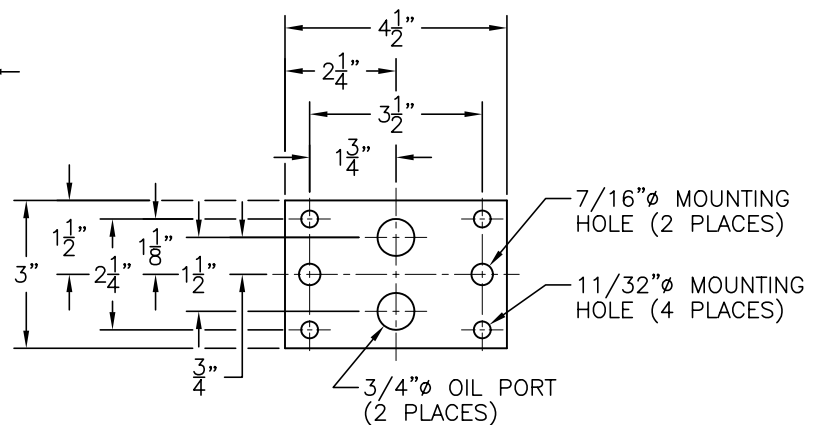 4 1/2"
2 1/4"
3 1/2"
1 3/4"
7/16"ø MOUNTING
HOLE (2 PLACES)
1 1/2"
1 1/8"
3"
2 1/4"
1 1/2"
11/32"ø MOUNTING
HOLE (4 PLACES)
3/4"
3/4"ø OIL PORT
(2 PLACES)